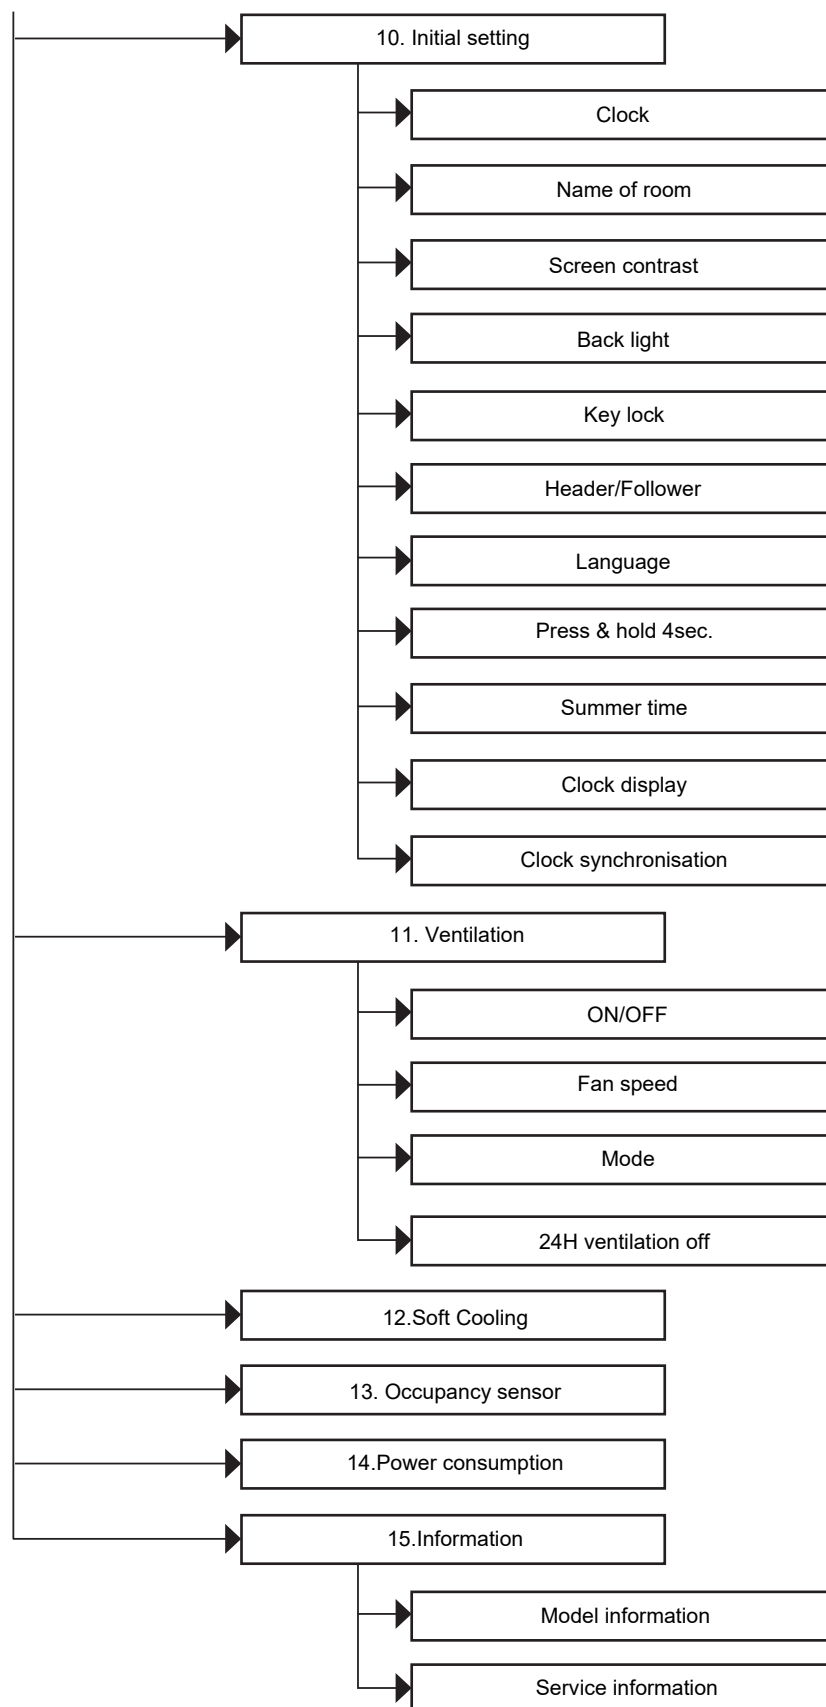 10. Initial setting
Clock
Name of room
Screen contrast
Back light
Key lock
Header/Follower
Language
Press & hold 4sec.
Summer time
Clock display
Clock synchronisation
11. Ventilation
ON/OFF
Fan speed
Mode
24H ventilation off
12.Soft Cooling
13. Occupancy sensor
14.Power consumption
15.Information
Model information
Service information